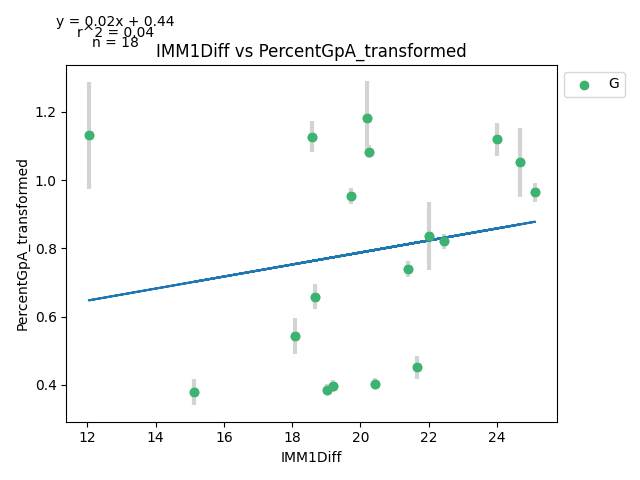 y = 0.02x + 0.44
r^2 = 0.04
n = 18
IMM1Diff vs PercentGpA_transformed
G
1.2
1.0
0.8
0.6
0.4
PercentGpA_transformed
12 14 16 18 20 22 24
IMM1Diff